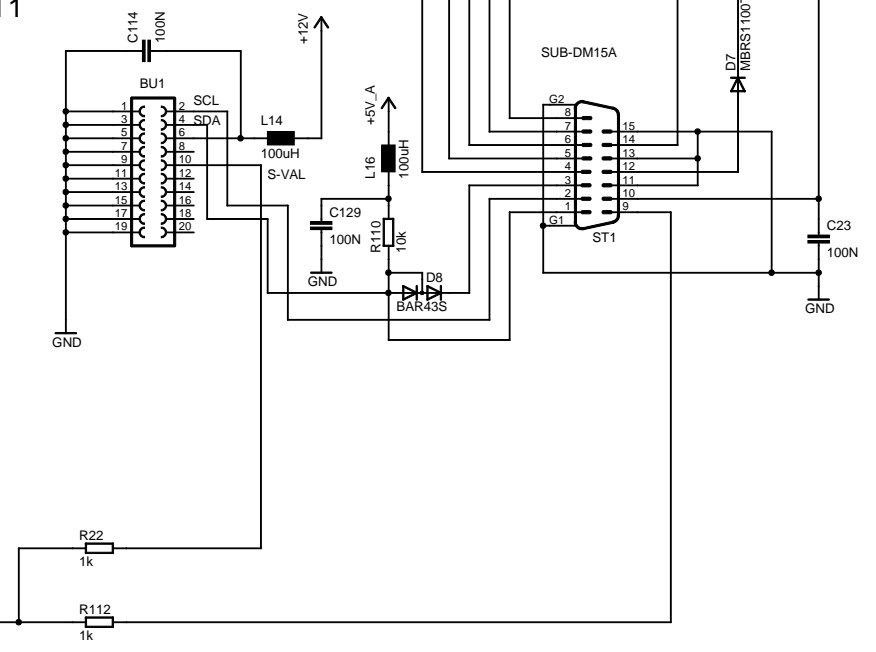 11
C114
100N
+12V
BU1
1
3
5
7
9
11
13
15
17
19
2
4
6
8
10
12
14
16
18
20
SCL
SDA
L14
100uH
S-VAL
+5V_A
L16
100uH
C129
100N
GND
R110
10k
D8
BAR43S
GND
SUB-DM15A
D7
G2
8
7
6
5
4
3
2
1
G1
15
14
13
12
11
10
9
ST1
C23
100N
GND
R22
1k
R112
1k